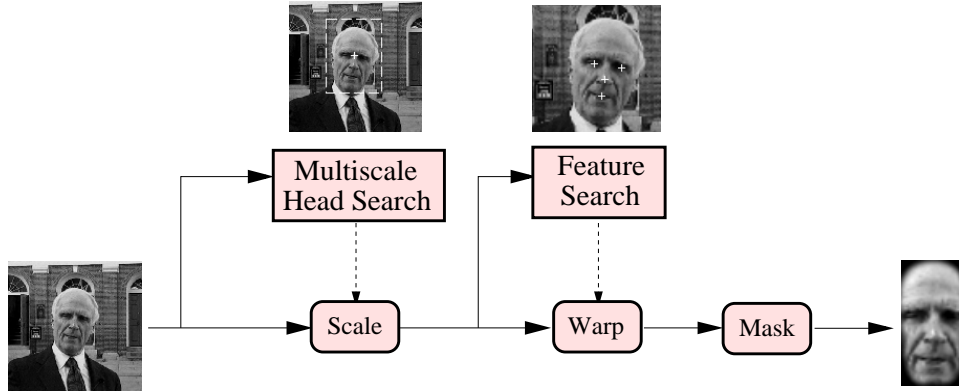 Multiscale
Head Search
Feature
Search
Scale
Warp
Mask